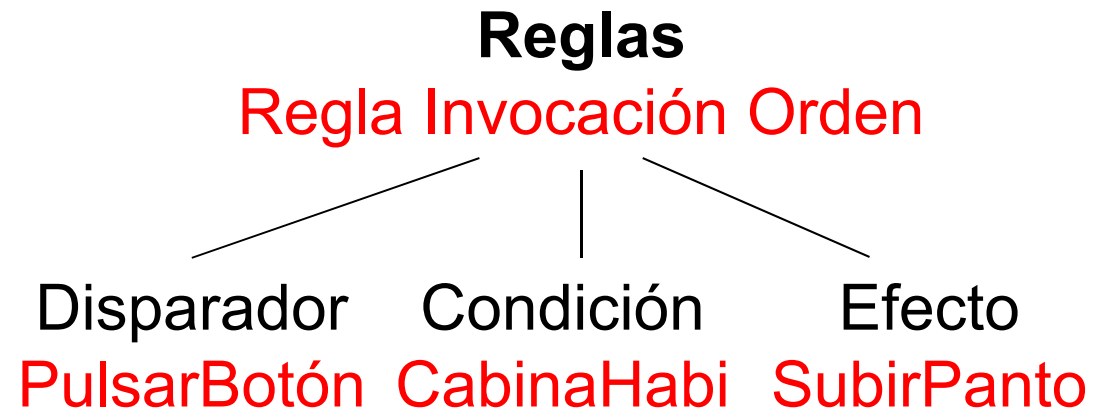 Reglas
Regla Invocación Orden
Disparador Condición Efecto
PulsarBotón CabinaHabi SubirPanto